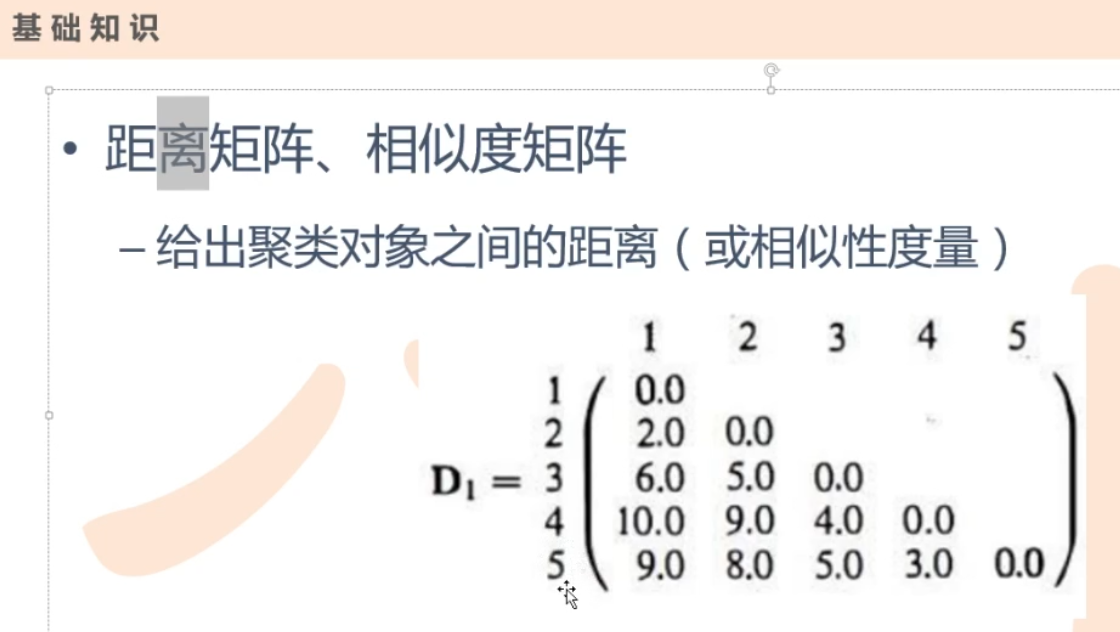 基础知识
• 距离矩阵、相似度矩阵
– 给出聚类对象之间的距离（或相似性度量）
1 2 3 4 5
1 0.0
2 2.0 0.0
D₁ = 3 6.0 5.0 0.0
4 10.0 9.0 4.0 0.0
5 9.0 8.0 5.0 3.0 0.0